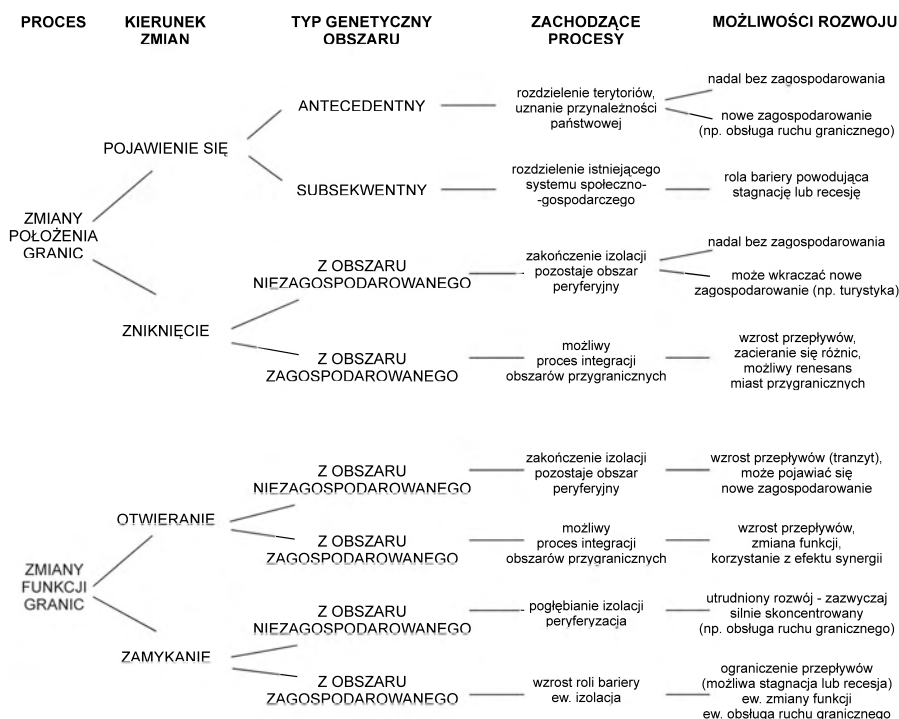 PROCES
KIERUNEK
ZMIAN
TYP GENETYCZNY
OBSZARU
ZACHODZĄCE
PROCESY
MOŻLIWOŚCI ROZWOJU
ZMIANY
POŁOŻENIA
GRANIC
POJAWIENIE SIĘ
ANTECEDENTNY
rozdzielenie terytoriów,
uznanie przynależności
państwowej
nadal bez zagospodarowania
nowe zagospodarowanie
(np. obsługa ruchu granicznego)
SUBSEKWENTNY
rozdzielenie istniejącego
systemu społeczno-
-gospodarczego
rola bariery powodująca
stagnację lub recesję
ZNIKNIĘCIE
Z OBSZARU
NIEZAGOSPODAROWANEGO
zakończenie izolacji
pozostaje obszar
peryferyjny
nadal bez zagospodarowania
może wkraczać nowe
zagospodarowanie (np. turystyka)
Z OBSZARU
ZAGOSPODAROWANEGO
możliwy
proces integracji
obszarów przygranicznych
wzrost przepływów,
zacieranie się różnic,
możliwy renesans
miast przygranicznych
ZMIANY
FUNKCJI
GRANIC
OTWIERANIE
Z OBSZARU
NIEZAGOSPODAROWANEGO
zakończenie izolacji
pozostaje obszar
peryferyjny
wzrost przepływów (tranzyt),
może pojawiać się
nowe zagospodarowanie
Z OBSZARU
ZAGOSPODAROWANEGO
możliwy
proces integracji
obszarów przygranicznych
wzrost przepływów,
zmiana funkcji,
korzystanie z efektu synergii
ZAMYKANIE
Z OBSZARU
NIEZAGOSPODAROWANEGO
pogłębianie izolacji
peryferyzacja
utrudniony rozwój - zazwyczaj
silnie skoncentrowany
(np. obsługa ruchu granicznego)
Z OBSZARU
ZAGOSPODAROWANEGO
wzrost roli bariery
ew. izolacja
ograniczenie przepływów
(możliwa stagnacja lub recesja)
ew. zmiany funkcji
ew. obsługa ruchu granicznego